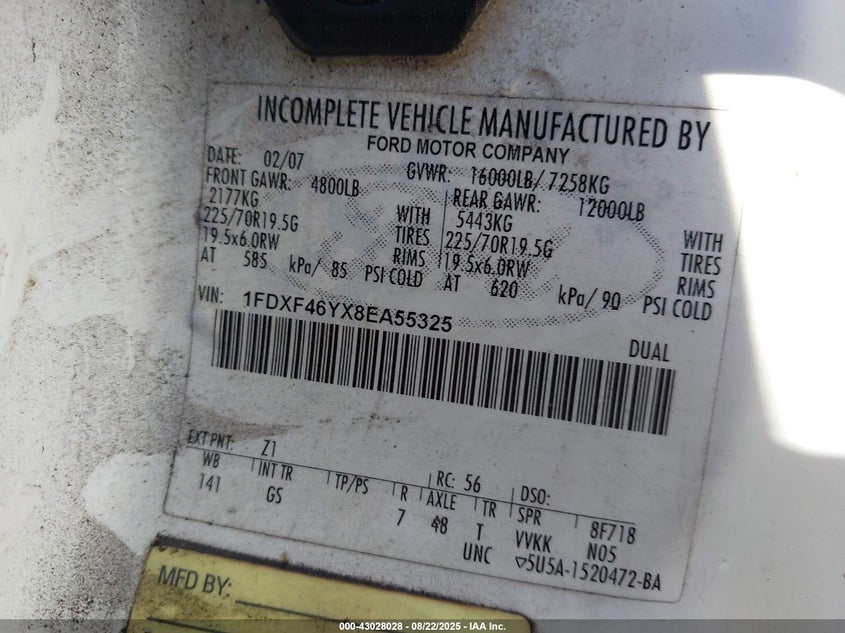 INCOMPLETE VEHICLE MANUFACTURED BY
FORD MOTOR COMPANY
DATE: 02/07 GVWR: 16000LB/ 7258KG
FRONT GAWR: 4800LB REAR GAWR: 12000LB
2177KG WITH 5443KG WITH
225/70R19.5G TIRES 225/70R19.5G TIRES
19.5x6.0RW RIMS 19.5x6.0RW RIMS
AT 585 kPa/ 85 PSI COLD AT 620 kPa/ 90 PSI COLD
VIN: 1FDXF46YX8EA55325
DUAL
EXT PNT: Z1 RC: 56 DSO:
WB INT TR TP/PS R AXLE TR SPR 8F718
141 GS 7 48 T VVKK N05
UNC 5U5A-1520472-BA
MFD BY:
000-43028028 - 08/22/2025 - IAA Inc.